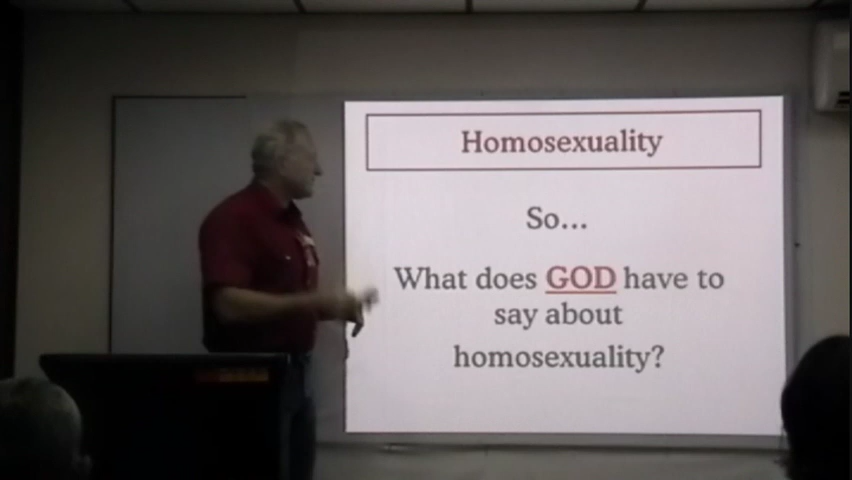 Homosexuality
So...
What does GOD have to
say about
homosexuality?